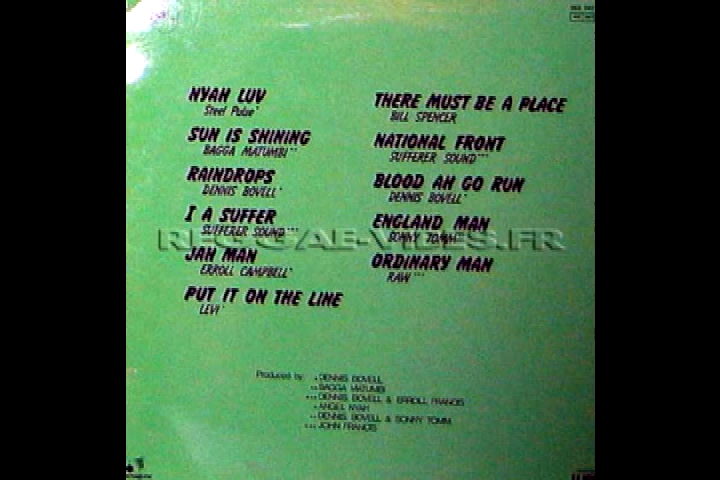 NYAH LUV
Steel Pulse*
SUN IS SHINING
BAGGA MATUMBI**
RAINDROPS
DENNIS BOVELL*
I A SUFFER
SUFFERER SOUND***
JAH MAN
ERROLL CAMPBELL*
PUT IT ON THE LINE
LEVI*
THERE MUST BE A PLACE
BILL SPENCER
NATIONAL FRONT
SUFFERER SOUND***
BLOOD AH GO RUN
DENNIS BOVELL*
ENGLAND MAN
SONNY TOMM
ORDINARY MAN
RAW***
REGGAE-VIBES.FR
Produced by: * DENNIS BOVELL
** BAGGA MATUMBI
*** DENNIS BOVELL & ERROLL FRANCIS
* ANGEL NYAH
** DENNIS BOVELL & SONNY TOMM
*** JOHN FRANCIS